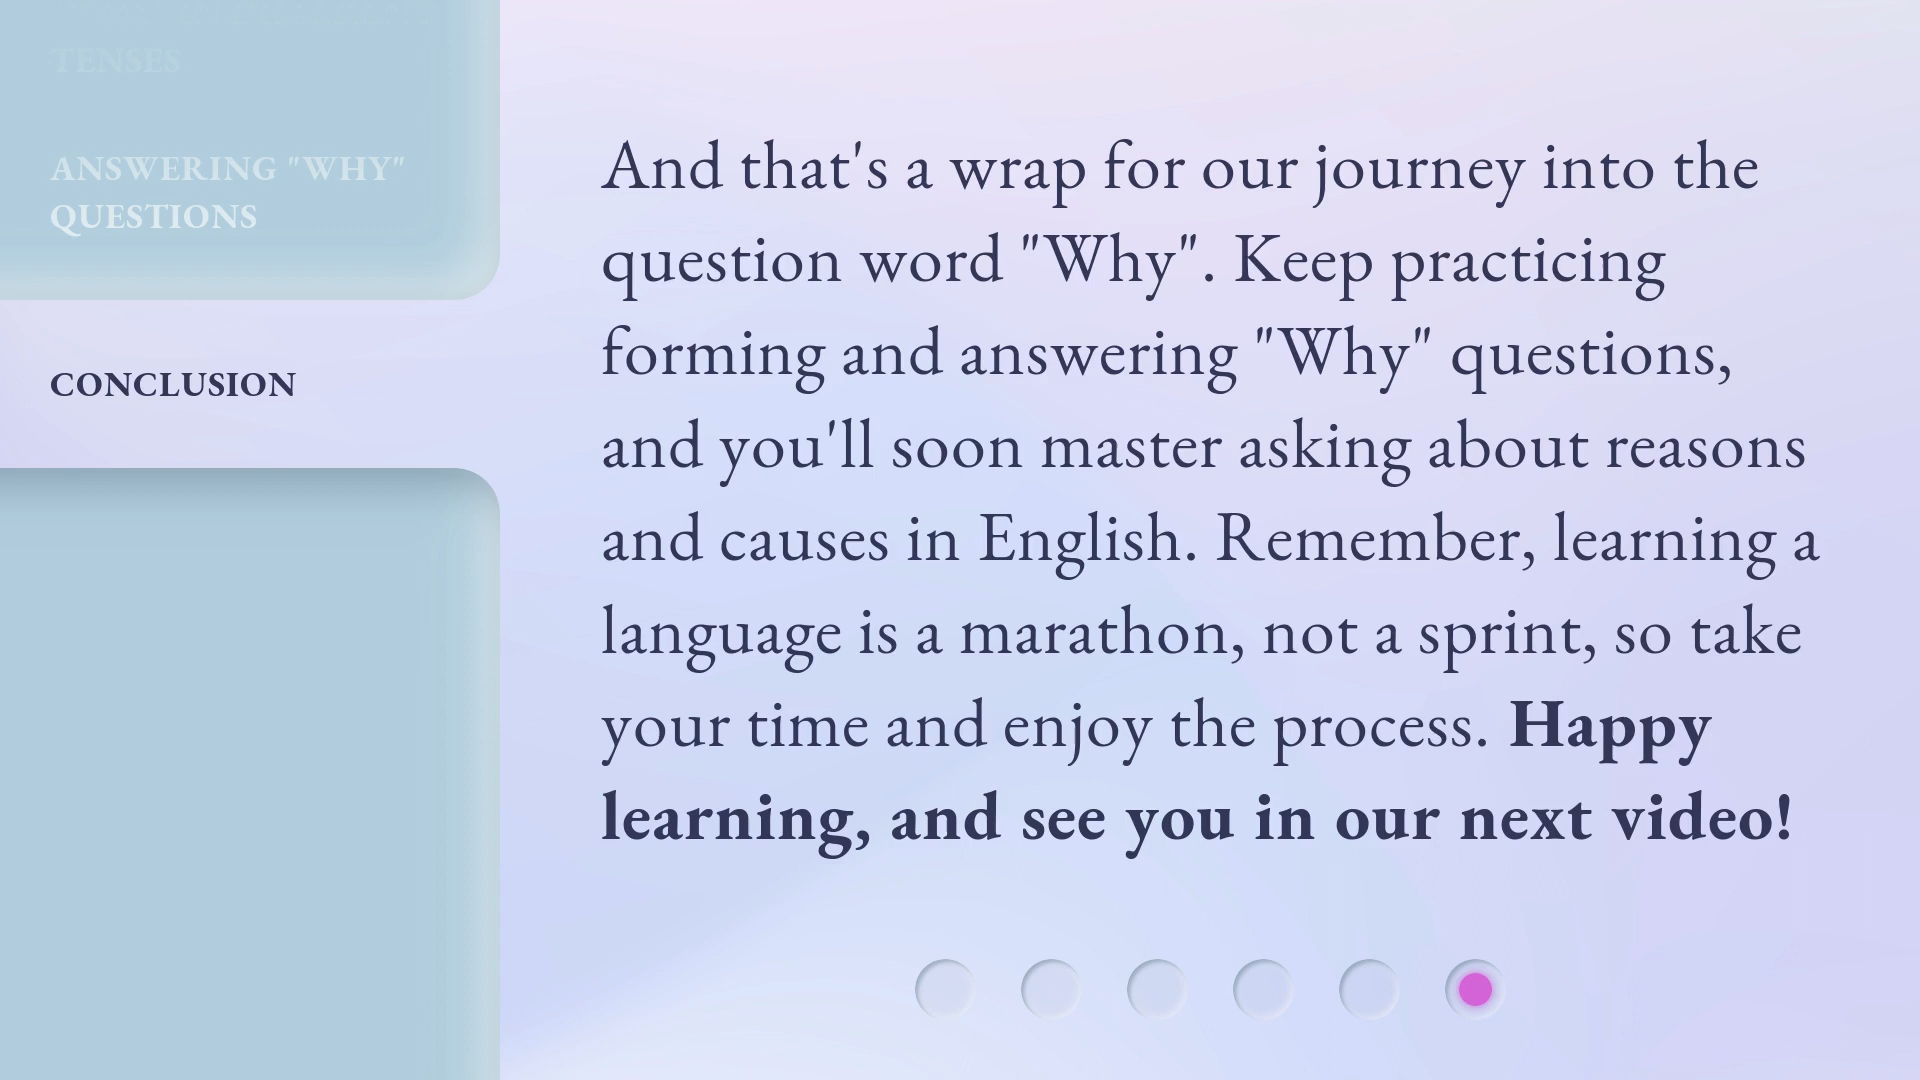 TENSES
ANSWERING "WHY"
QUESTIONS
CONCLUSION
And that's a wrap for our journey into the
question word "Why". Keep practicing
forming and answering "Why" questions,
and you'll soon master asking about reasons
and causes in English. Remember, learning a
language is a marathon, not a sprint, so take
your time and enjoy the process. Happy
learning, and see you in our next video!